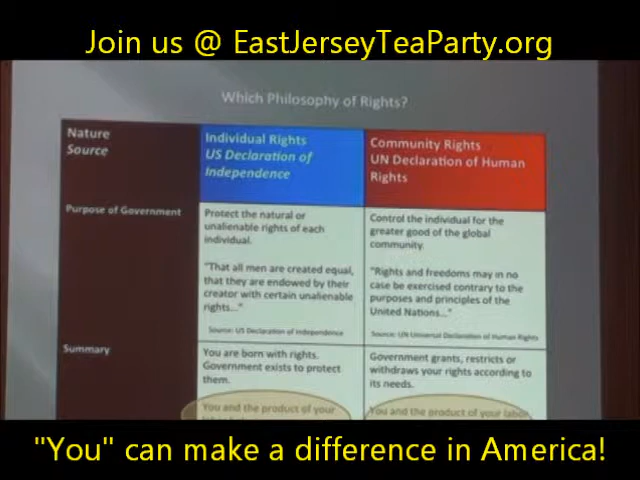 Join us @ EastJerseyTeaParty.org
Which Philosophy of Rights?
Nature
Source
Individual Rights
US Declaration of
Independence
Community Rights
UN Declaration of Human
Rights
Purpose of Government
Protect the natural or
unalienable rights of each
individual.
"That all men are created equal,
that they are endowed by their
creator with certain unalienable
rights..."
Source: US Declaration of Independence
Control the individual for the
greater good of the global
community.
"Rights and freedoms may in no
case be exercised contrary to the
purposes and principles of the
United Nations..."
Source: UN Universal Declaration of Human Rights
Summary
You are born with rights.
Government exists to protect
them.
You and the product of your
Government grants, restricts or
withdraws your rights according to
its needs.
You and the product of your labor
"You" can make a difference in America!